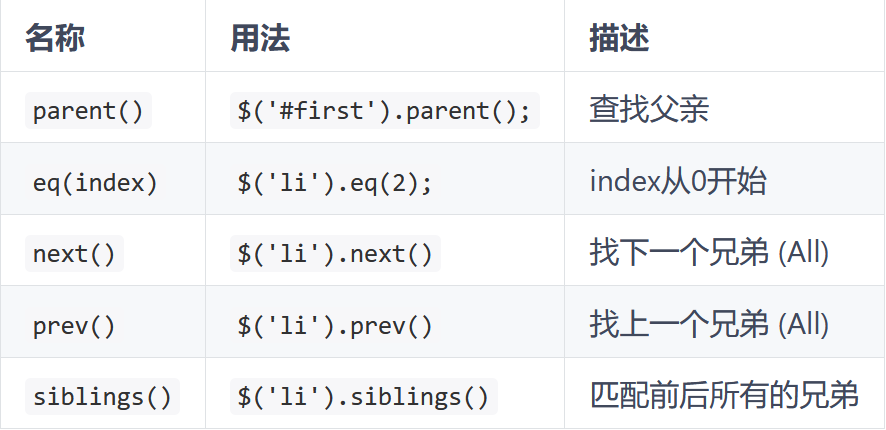 名称 用法 描述
parent() $('#first').parent(); 查找父亲
eq(index) $('li').eq(2); index从0开始
next() $('li').next() 找下一个兄弟 (All)
prev() $('li').prev() 找上一个兄弟 (All)
siblings() $('li').siblings() 匹配前后所有的兄弟